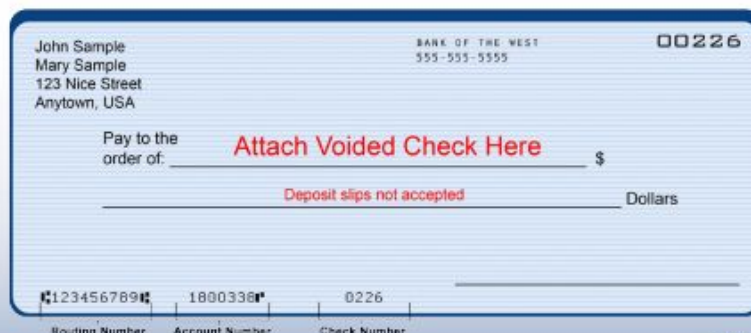 John Sample
Mary Sample
123 Nice Street
Anytown, USA
BANK OF THE WEST
555-555-5555
00226
Pay to the
order of: Attach Voided Check Here $
Deposit slips not accepted Dollars
⑆123456789⑆ 1800338⑈ 0226
Routing Number Account Number Check Number